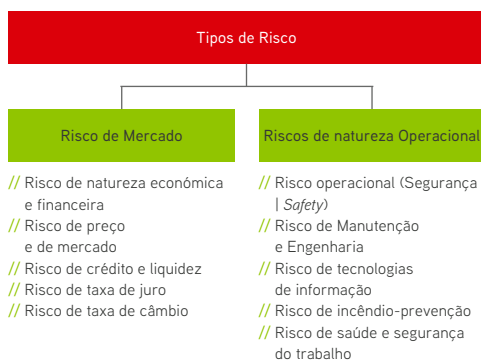 Tipos de Risco
Risco de Mercado
// Risco de natureza económica
e financeira
// Risco de preço
e de mercado
// Risco de crédito e liquidez
// Risco de taxa de juro
// Risco de taxa de câmbio
Riscos de natureza Operacional
// Risco operacional (Segurança
| Safety)
// Risco de Manutenção
e Engenharia
// Risco de tecnologias
de informação
// Risco de incêndio-prevenção
// Risco de saúde e segurança
do trabalho